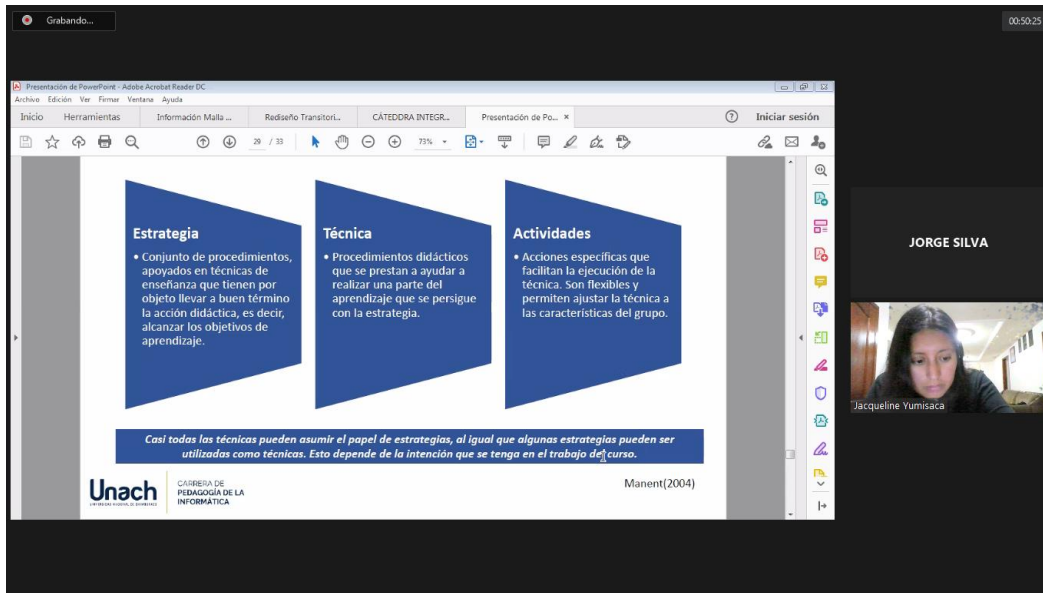 Grabando...
00:50:25
Presentación de PowerPoint - Adobe Acrobat Reader DC
Archivo Edición Ver Firmar Ventana Ayuda
Inicio Herramientas Información Malla ... Rediseño Transitori... CÁTEDDRA INTEGR... Presentación de Po... × Iniciar sesión
29 / 33 73%
Estrategia
• Conjunto de procedimientos,
apoyados en técnicas de
enseñanza que tienen por
objeto llevar a buen término
la acción didáctica, es decir,
alcanzar los objetivos de
aprendizaje.
Técnica
• Procedimientos didácticos
que se prestan a ayudar a
realizar una parte del
aprendizaje que se persigue
con la estrategia.
Actividades
• Acciones específicas que
facilitan la ejecución de la
técnica. Son flexibles y
permiten ajustar la técnica a
las características del grupo.
Casi todas las técnicas pueden asumir el papel de estrategias, al igual que algunas estrategias pueden ser
utilizadas como técnicas. Esto depende de la intención que se tenga en el trabajo del curso.
Manent(2004)
Unach
CARRERA DE
PEDAGOGÍA DE LA
INFORMÁTICA
JORGE SILVA
Jacqueline Yumisaca